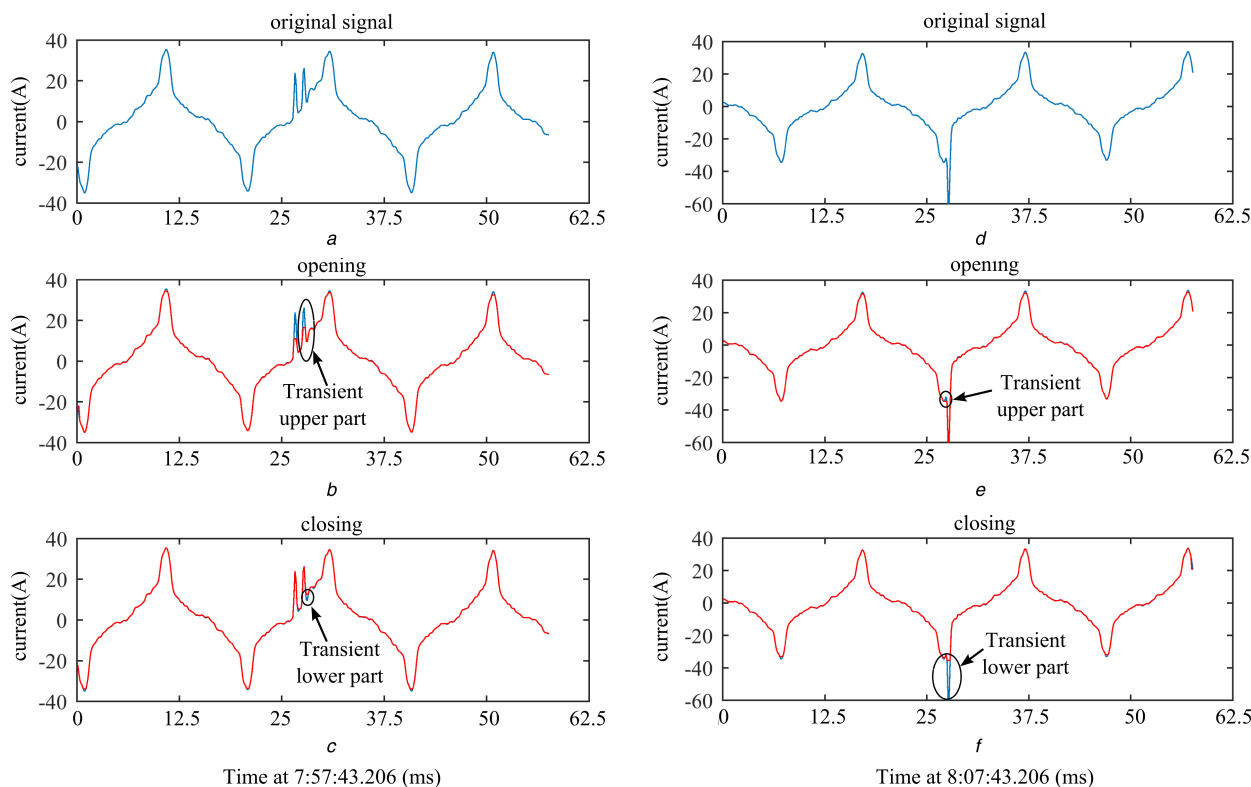 original signal
40
20
0
-20
-40
current(A)
0 12.5 25 37.5 50 62.5
a
opening
40
20
0
-20
-40
current(A)
Transient
upper part
0 12.5 25 37.5 50 62.5
b
closing
40
20
0
-20
-40
current(A)
Transient
lower part
0 12.5 25 37.5 50 62.5
c
Time at 7:57:43.206 (ms)
original signal
40
20
0
-20
-40
-60
current(A)
0 12.5 25 37.5 50 62.5
d
opening
40
20
0
-20
-40
-60
current(A)
Transient
upper part
0 12.5 25 37.5 50 62.5
e
closing
40
20
0
-20
-40
-60
current(A)
Transient
lower part
0 12.5 25 37.5 50 62.5
f
Time at 8:07:43.206 (ms)